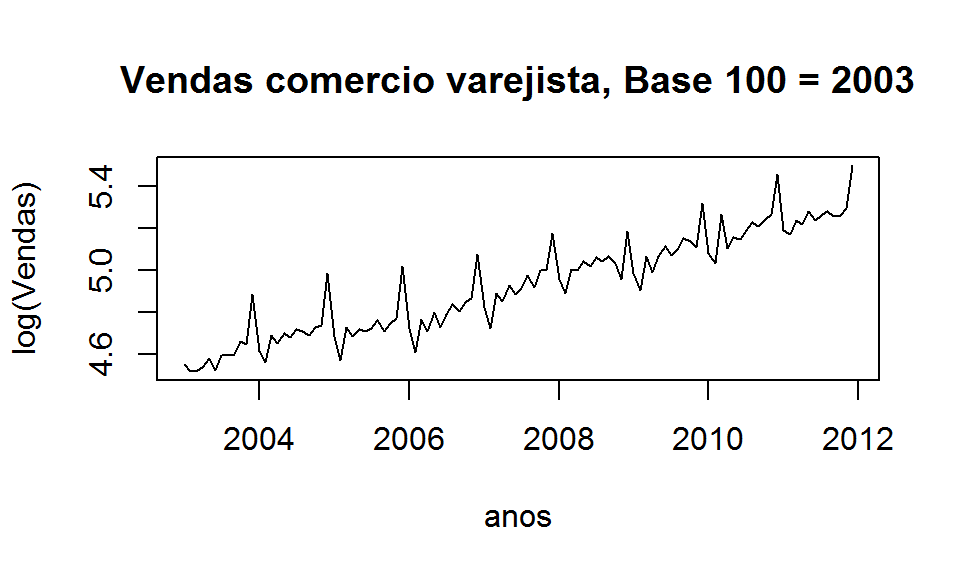 Vendas comercio varejista, Base 100 = 2003
log(Vendas)
5.4
5.0
4.6
2004 2006 2008 2010 2012
anos